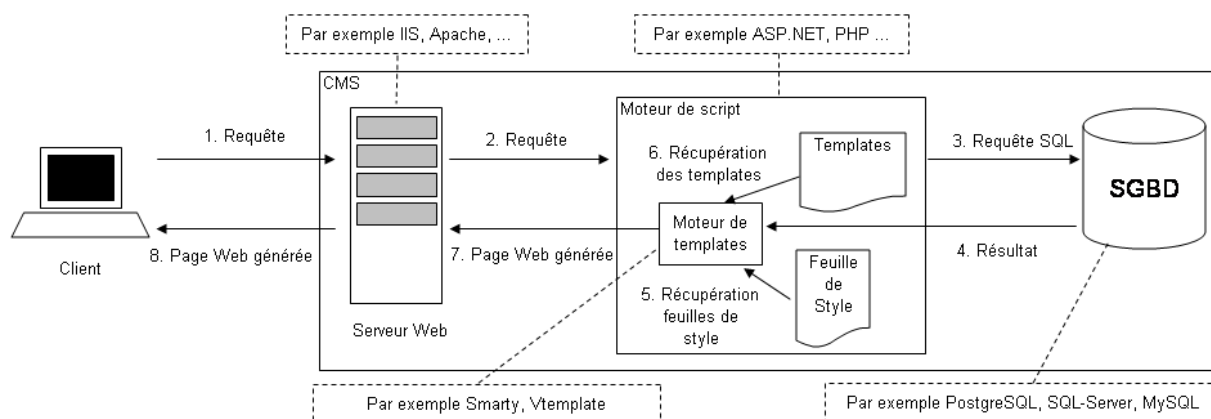 Par exemple IIS, Apache, ...
Par exemple ASP.NET, PHP ...
CMS
Moteur de script
1. Requête
2. Requête
6. Récupération
des templates
Templates
3. Requête SQL
SGBD
Moteur de
templates
8. Page Web générée
7. Page Web générée
4. Résultat
Client
5. Récupération
feuilles de
style
Feuille
de
Style
Serveur Web
Par exemple Smarty, Vtemplate
Par exemple PostgreSQL, SQL-Server, MySQL